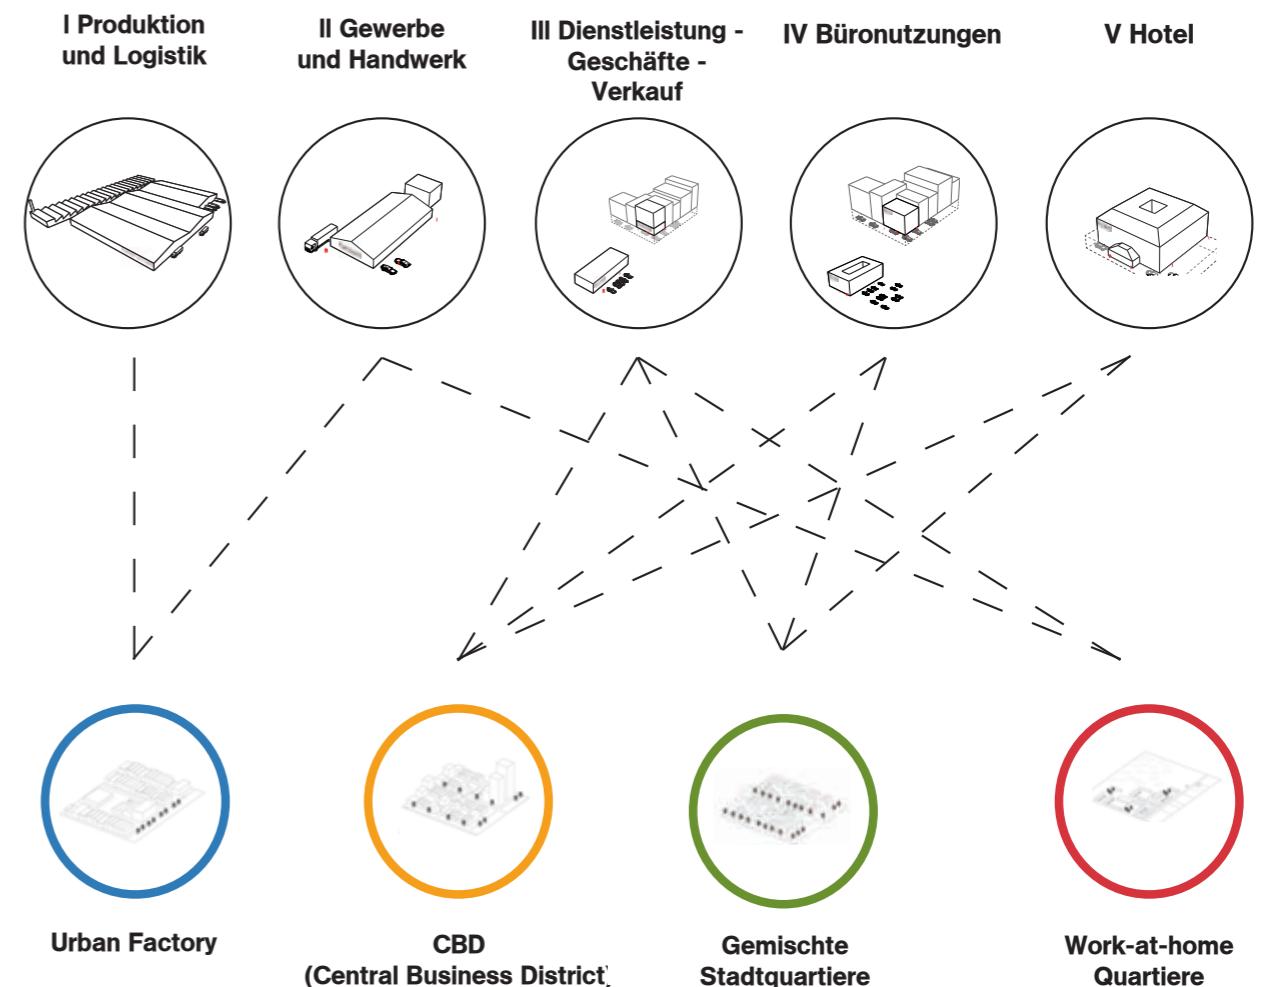 I Produktion
und Logistik
II Gewerbe
und Handwerk
III Dienstleistung -
Geschäfte -
Verkauf
IV Büronutzungen
V Hotel
Urban Factory
CBD
(Central Business District)
Gemischte
Stadtquartiere
Work-at-home
Quartiere